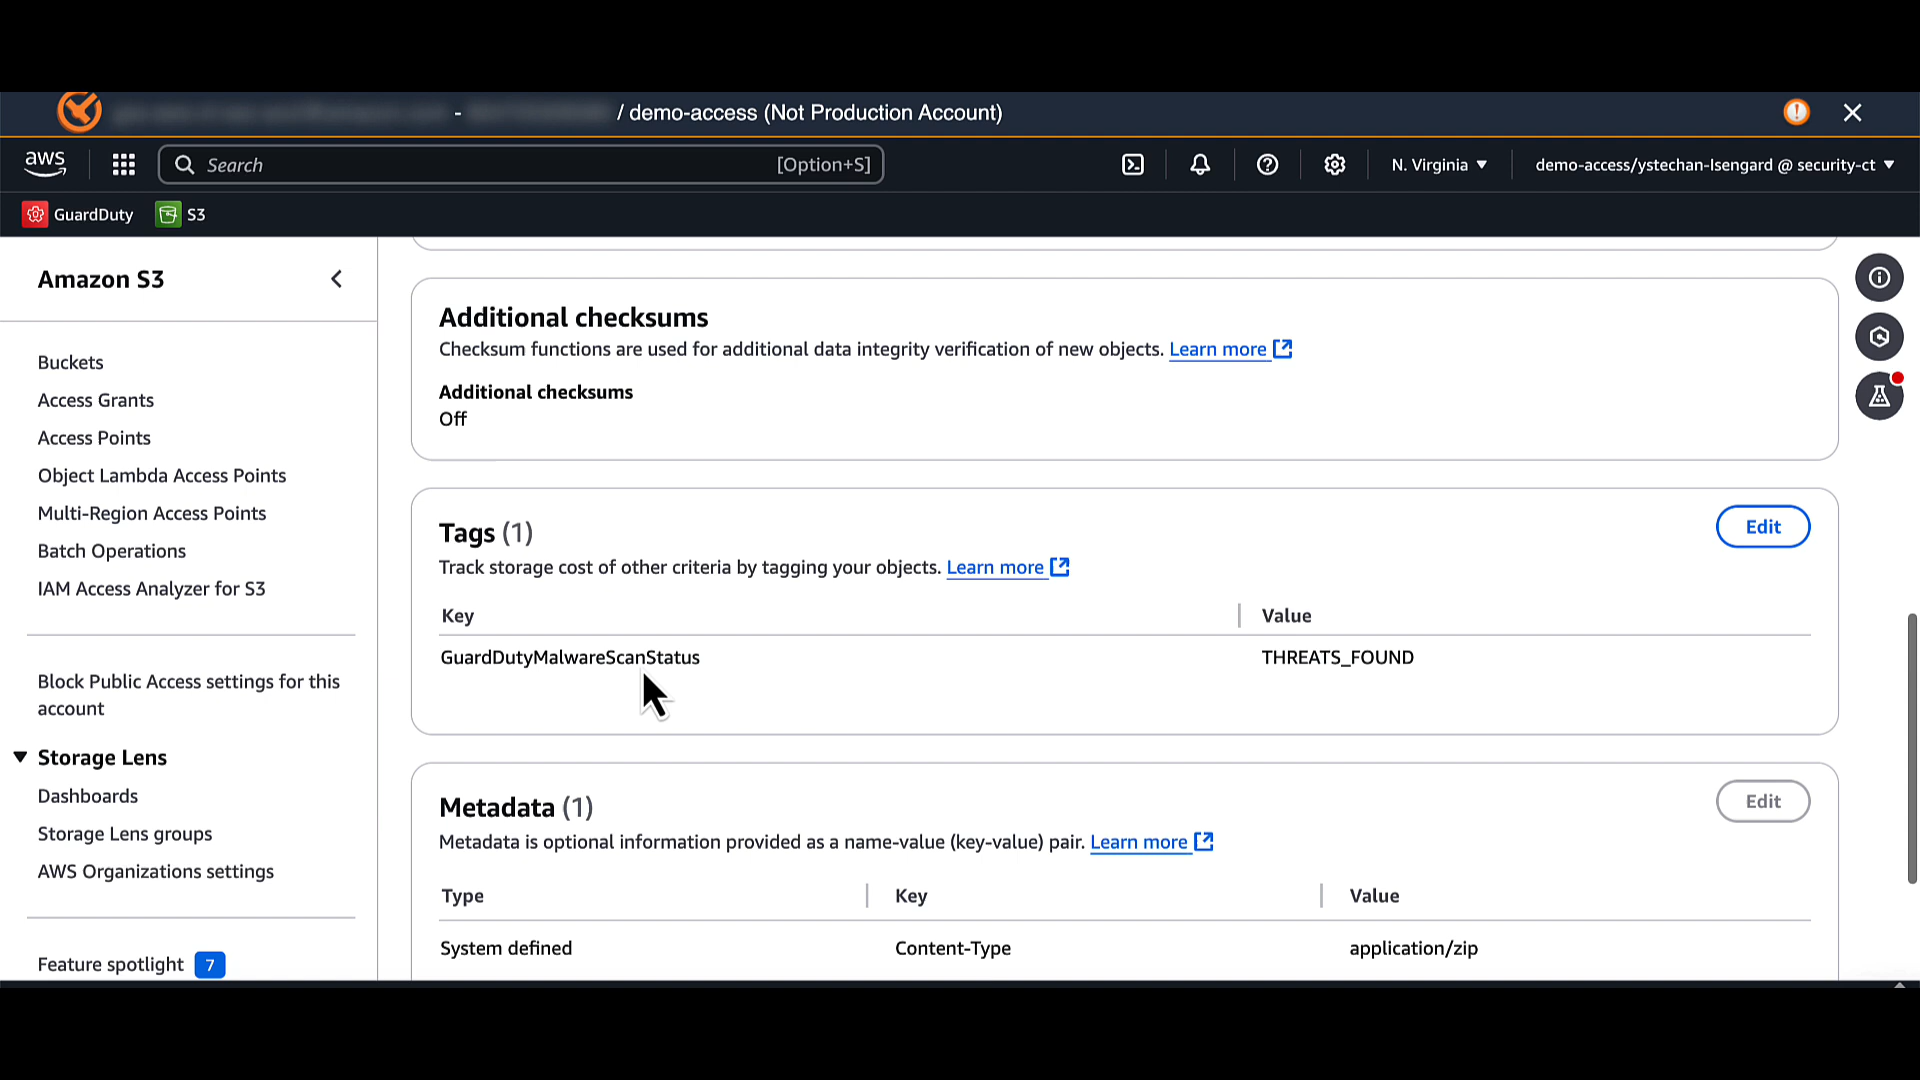 - / demo-access (Not Production Account)
aws
Search [Option+S]
N. Virginia
demo-access/ystechan-Isengard @ security-ct
GuardDuty
S3
Amazon S3
Buckets
Access Grants
Access Points
Object Lambda Access Points
Multi-Region Access Points
Batch Operations
IAM Access Analyzer for S3
Block Public Access settings for this
account
Storage Lens
Dashboards
Storage Lens groups
AWS Organizations settings
Feature spotlight 7
Additional checksums
Checksum functions are used for additional data integrity verification of new objects. Learn more
Additional checksums
Off
Tags (1)
Edit
Track storage cost of other criteria by tagging your objects. Learn more
Key Value
GuardDutyMalwareScanStatus THREATS_FOUND
Metadata (1)
Edit
Metadata is optional information provided as a name-value (key-value) pair. Learn more
Type Key Value
System defined Content-Type application/zip